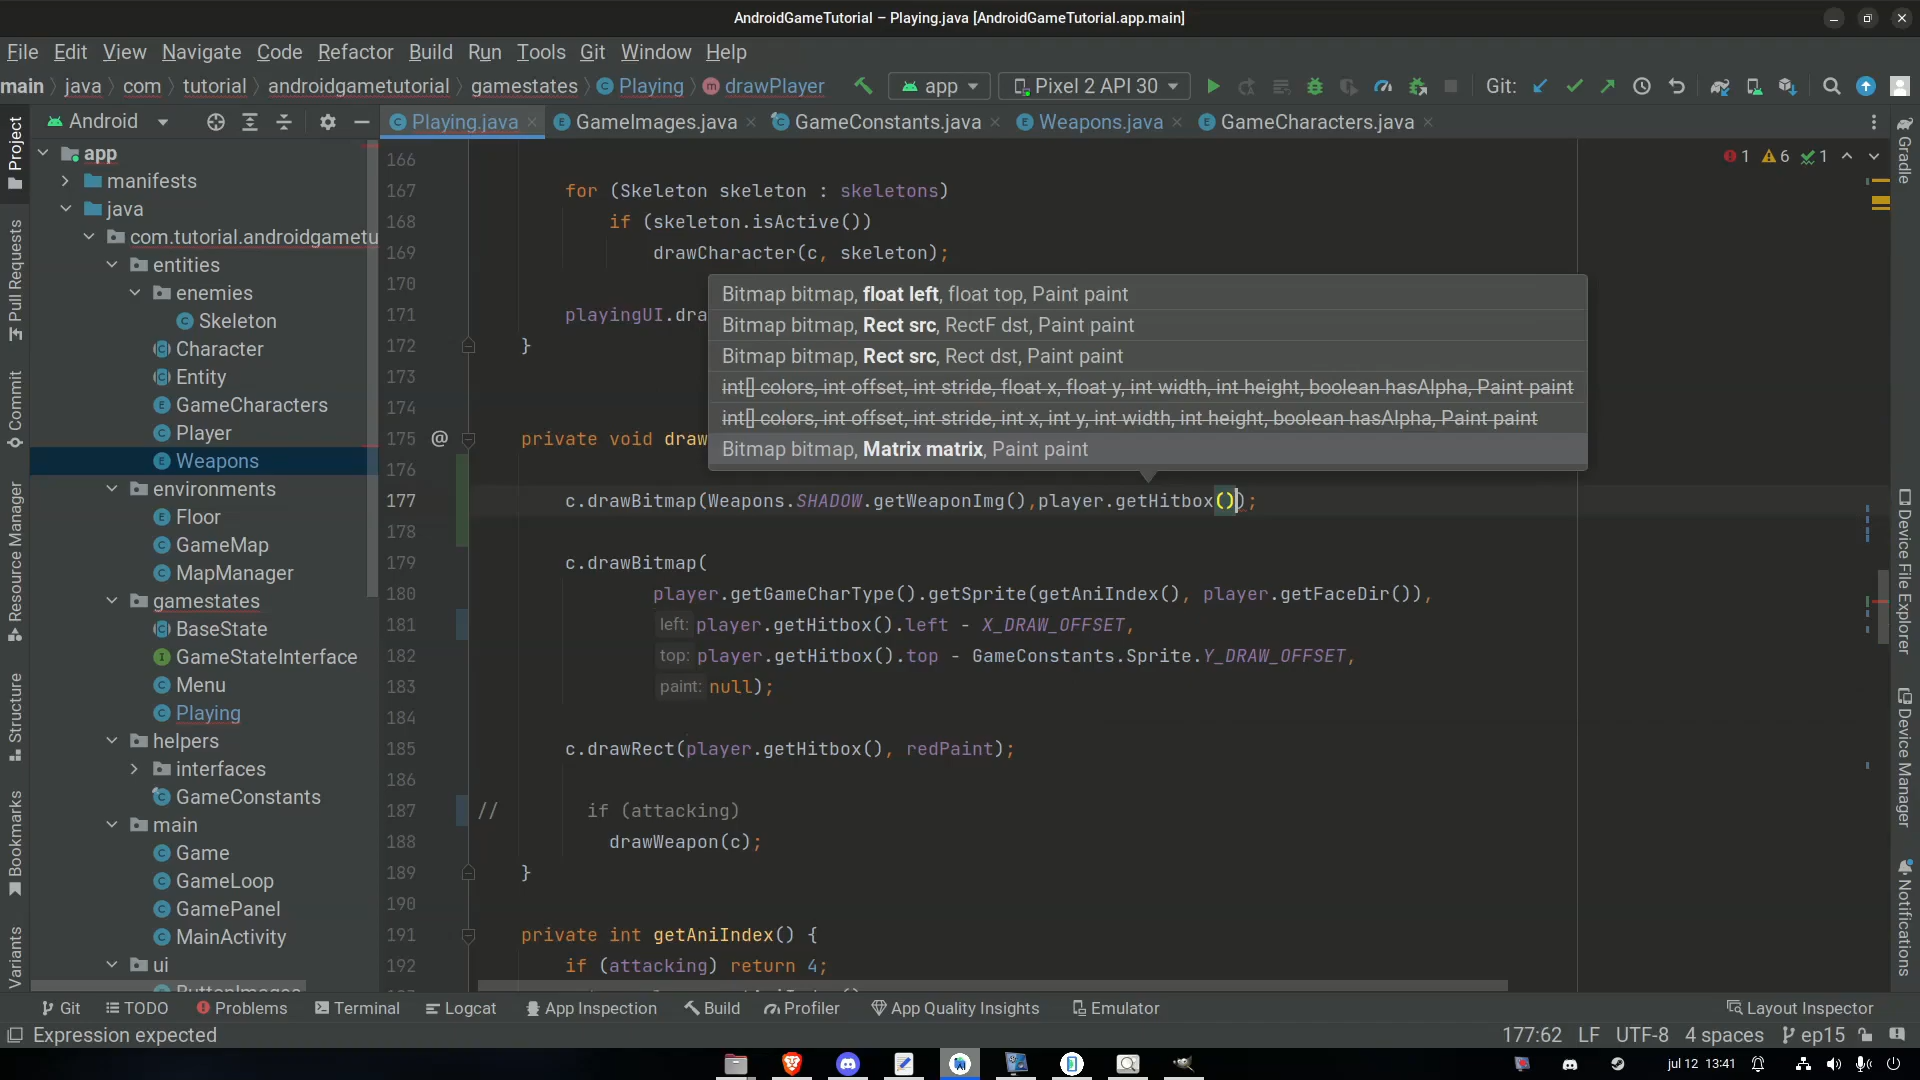 AndroidGameTutorial – Playing.java [AndroidGameTutorial.app.main]
File Edit View Navigate Code Refactor Build Run Tools Git Window Help
main java com tutorial androidgametutorial gamestates Playing drawPlayer app Pixel 2 API 30 Git:
Android Playing.java GameImages.java GameConstants.java Weapons.java GameCharacters.java
Project
Pull Requests
Commit
Resource Manager
Structure
Bookmarks
Variants
app
manifests
java
com.tutorial.androidgametu
entities
enemies
Skeleton
Character
Entity
GameCharacters
Player
Weapons
environments
Floor
GameMap
MapManager
gamestates
BaseState
GameStateInterface
Menu
Playing
helpers
interfaces
GameConstants
main
Game
GameLoop
GamePanel
MainActivity
ui
ButtonImages
1 6 1
166
167 for (Skeleton skeleton : skeletons)
168 if (skeleton.isActive())
169 drawCharacter(c, skeleton);
170
171 playingUI.dra
172 }
173
174
175 @ private void draw
176
177 c.drawBitmap(Weapons.SHADOW.getWeaponImg(),player.getHitbox());
178
179 c.drawBitmap(
180 player.getGameCharType().getSprite(getAniIndex(), player.getFaceDir()),
181 left: player.getHitbox().left - X_DRAW_OFFSET,
182 top: player.getHitbox().top - GameConstants.Sprite.Y_DRAW_OFFSET,
183 paint: null);
184
185 c.drawRect(player.getHitbox(), redPaint);
186
187 // if (attacking)
188 drawWeapon(c);
189 }
190
191 private int getAniIndex() {
192 if (attacking) return 4;
Bitmap bitmap, float left, float top, Paint paint
Bitmap bitmap, Rect src, RectF dst, Paint paint
Bitmap bitmap, Rect src, Rect dst, Paint paint
int[] colors, int offset, int stride, float x, float y, int width, int height, boolean hasAlpha, Paint paint
int[] colors, int offset, int stride, int x, int y, int width, int height, boolean hasAlpha, Paint paint
Bitmap bitmap, Matrix matrix, Paint paint
Gradle
Device File Explorer
Device Manager
Notifications
Git TODO Problems Terminal Logcat App Inspection Build Profiler App Quality Insights Emulator Layout Inspector
Expression expected 177:62 LF UTF-8 4 spaces ep15
jul 12 13:41